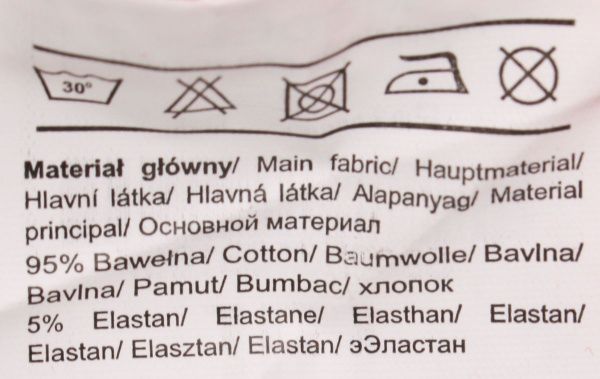 30°
Materiał główny/ Main fabric/ Hauptmaterial/
Hlavní látka/ Hlavná látka/ Alapanyag/ Material
principal/ Основной материал
95% Bawełna/ Cotton/ Baumwolle/ Bavlna/
Bavlna/ Pamut/ Bumbac/ хлопок
5% Elastan/ Elastane/ Elasthan/ Elastan/
Elastan/ Elasztan/ Elastan/ эЭластан